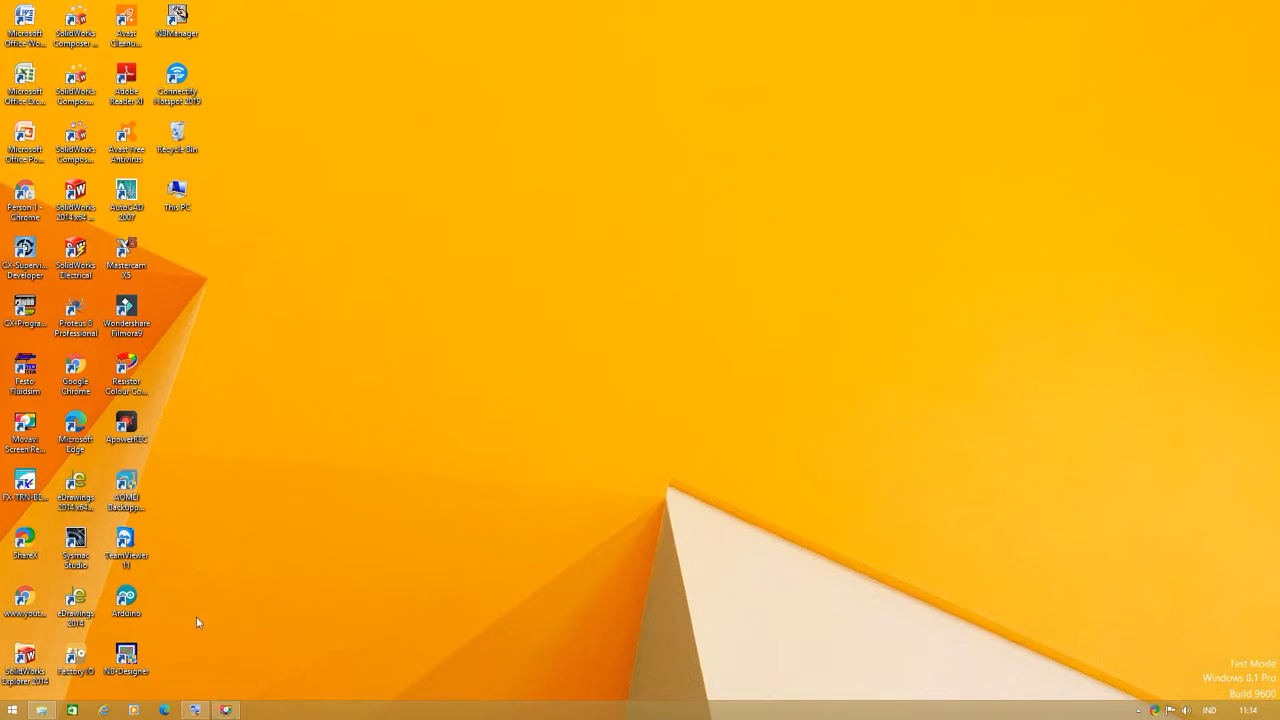 Microsoft
Office Wo...
SolidWorks
Composer ...
Avast
Cleanu...
NBManager
Microsoft
Office Exc...
SolidWorks
Compos...
Adobe
Reader XI
Connectify
Hotspot 2019
Microsoft
Office Po...
SolidWorks
Compos...
Avast Free
Antivirus
Recycle Bin
Person 1 -
Chrome
SolidWorks
2014 x64 ...
AutoCAD
2007
This PC
CX-Supervi...
Developer
SolidWorks
Electrical
Mastercam
X5
CX-Progra...
Proteus 8
Professional
Wondershare
Filmora9
Festo
Fluidsim
Google
Chrome
Resistor
Colour Co...
Movavi
Screen Re...
Microsoft
Edge
ApowerREC
FX-TRN-BE...
eDrawings
2014 x64...
AOMEI
Backupp...
ShareX
Sysmac
Studio
TeamViewer
11
www.yout...
eDrawings
2014
Arduino
SolidWorks
Explorer 2014
Factory IO
NB-Designer
Test Mode
Windows 8.1 Pro
Build 9600
IND
11:14